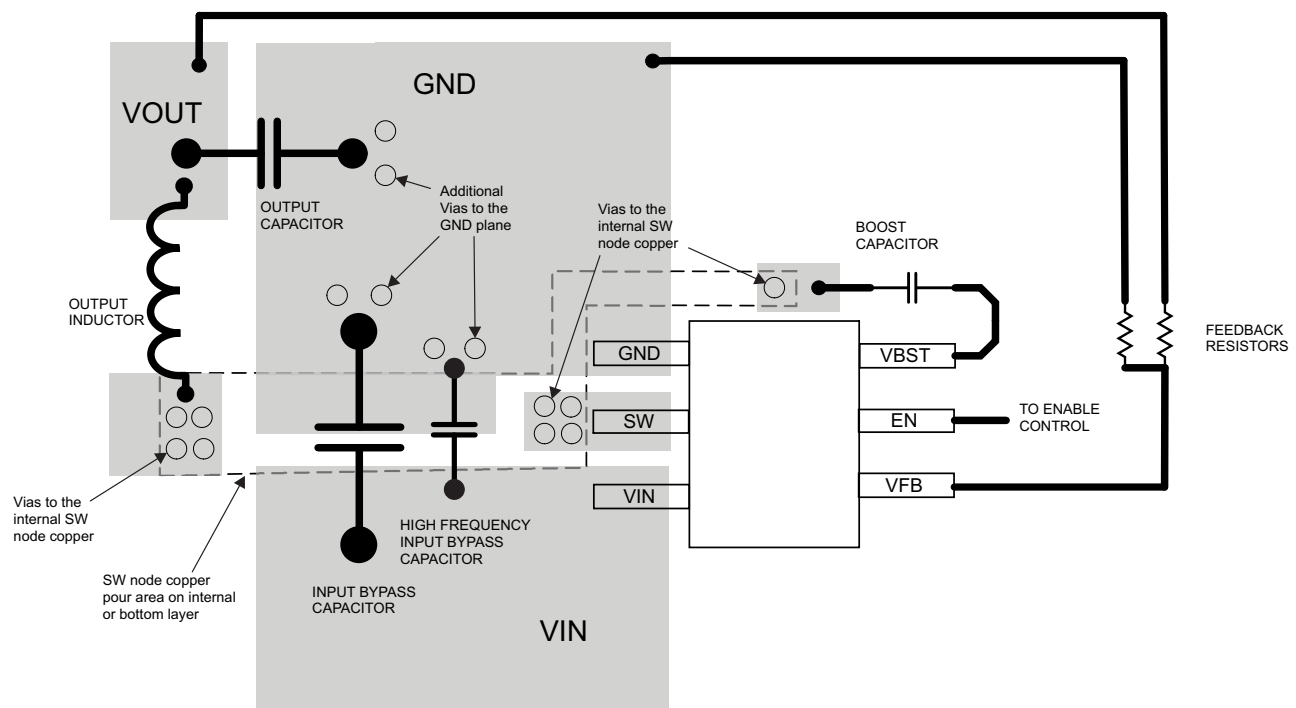 GND
VOUT
OUTPUT
CAPACITOR
Additional
Vias to the
GND plane
Vias to the
internal SW
node copper
BOOST
CAPACITOR
OUTPUT
INDUCTOR
FEEDBACK
RESISTORS
GND
VBST
SW
EN
TO ENABLE
CONTROL
VIN
VFB
Vias to the
internal SW
node copper
HIGH FREQUENCY
INPUT BYPASS
CAPACITOR
SW node copper
pour area on internal
or bottom layer
INPUT BYPASS
CAPACITOR
VIN